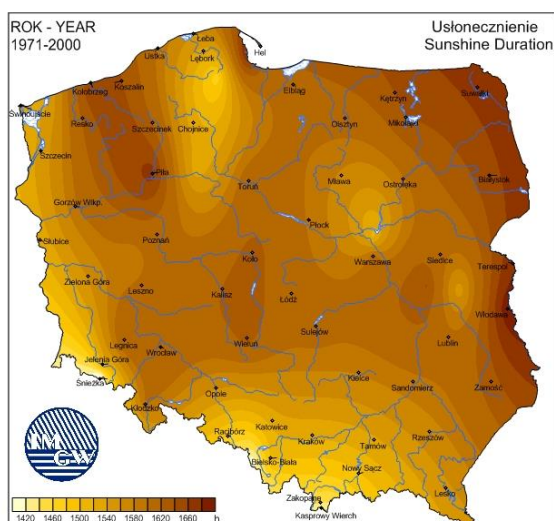 ROK - YEAR
1971-2000
Usłonecznienie
Sunshine Duration
Łeba
Hel
Ustka
Lębork
Koszalin
Kołobrzeg
Elbląg
Kętrzyn
Suwałki
Świnoujście
Resko
Szczecinek
Chojnice
Olsztyn
Mikołajki
Szczecin
Piła
Toruń
Mława
Ostrołęka
Białystok
Gorzów Wlkp.
Płock
Słubice
Poznań
Koło
Warszawa
Siedlce
Terespol
Zielona Góra
Leszno
Kalisz
Łódź
Włodawa
Sulejów
Legnica
Wrocław
Wieluń
Lublin
Jelenia Góra
Śnieżka
Kielce
Opole
Sandomierz
Zamość
Kłodzko
Katowice
Racibórz
Kraków
Tarnów
Rzeszów
Bielsko-Biała
Nowy Sącz
Lesko
Zakopane
Kasprowy Wierch
IM
GW
1420 1460 1500 1540 1580 1620 1660 h